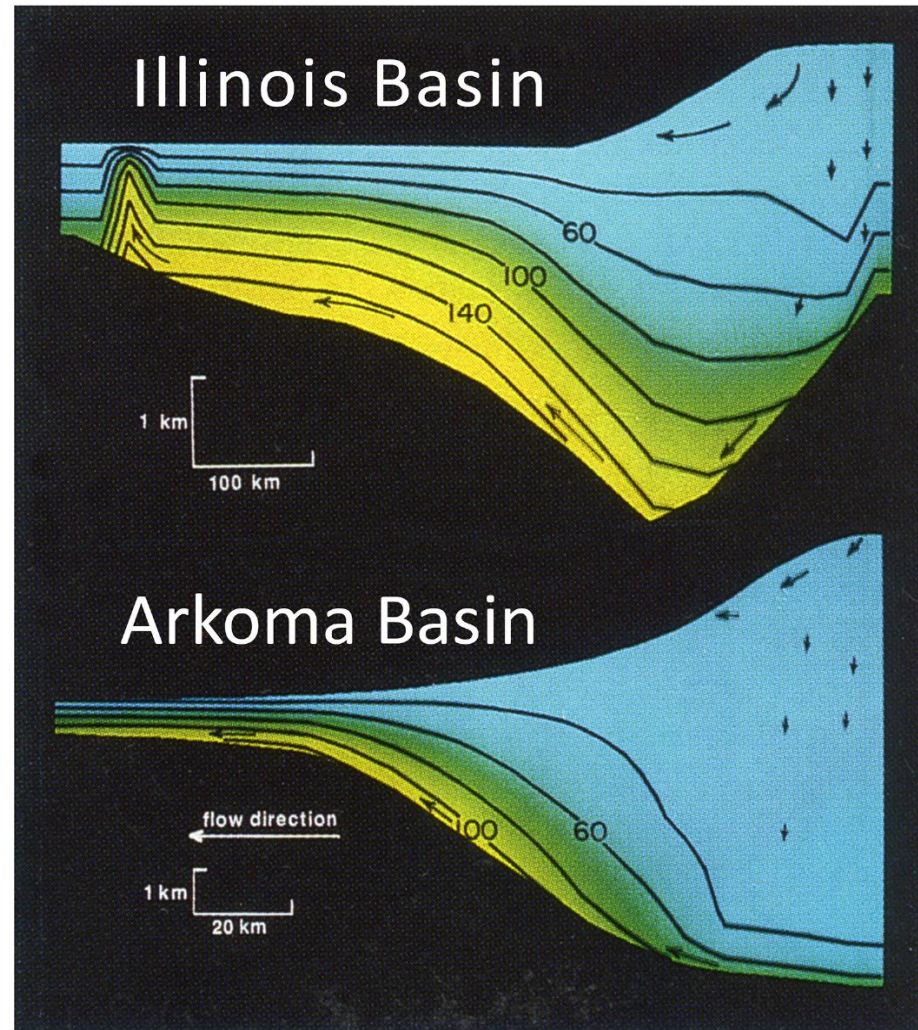 Illinois Basin
60
100
140
1 km
100 km
Arkoma Basin
60
100
flow direction
1 km
20 km